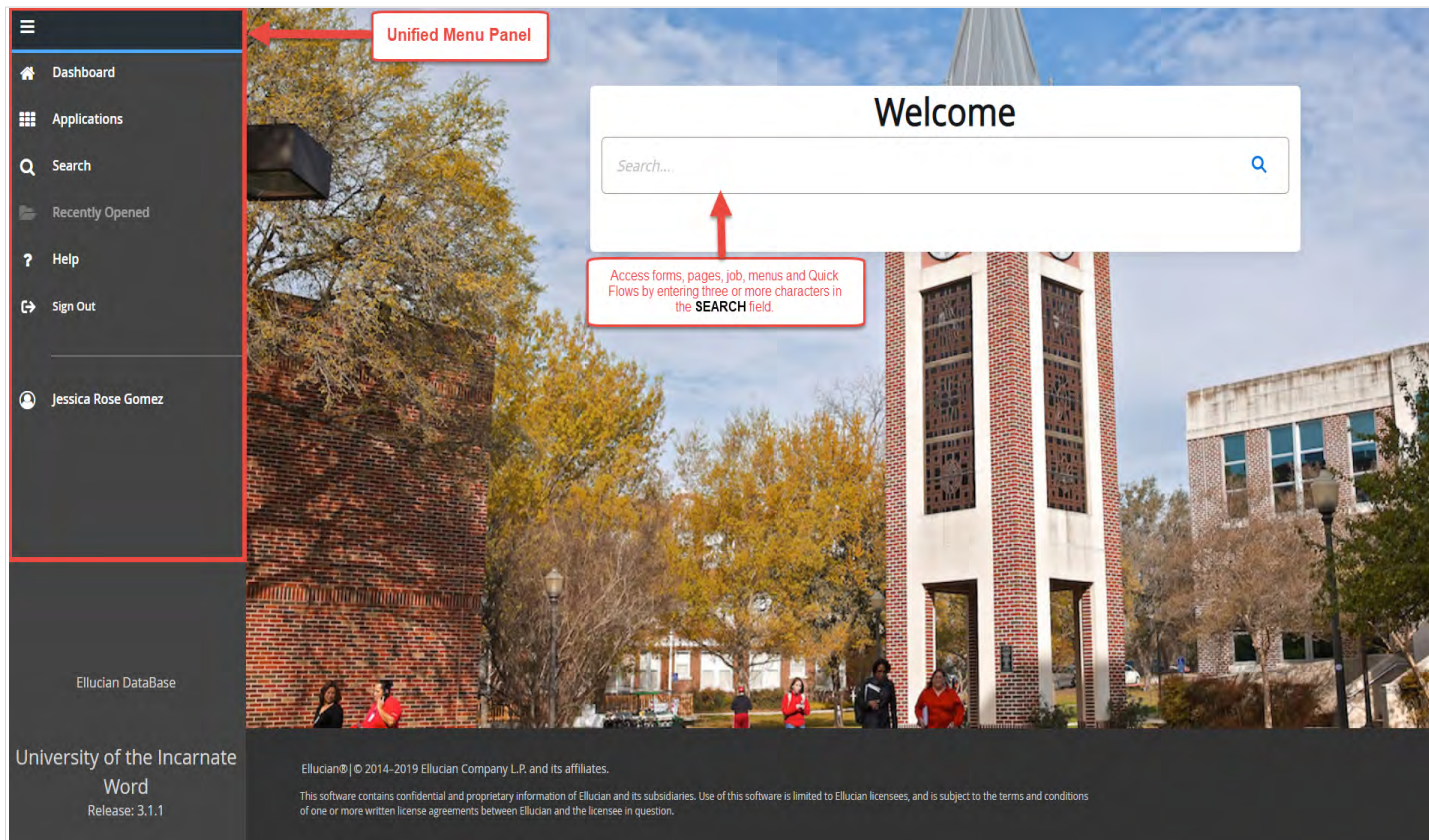 Unified Menu Panel
Dashboard
Applications
Search
Recently Opened
? Help
Sign Out
Jessica Rose Gomez
Welcome
Search...
Access forms, pages, job, menus and Quick
Flows by entering three or more characters in
the SEARCH field.
Ellucian DataBase
University of the Incarnate
Word
Release: 3.1.1
Ellucian®|© 2014-2019 Ellucian Company L.P. and its affiliates.
This software contains confidential and proprietary information of Ellucian and its subsidiaries. Use of this software is limited to Ellucian licensees, and is subject to the terms and conditions
of one or more written license agreements between Ellucian and the licensee in question.